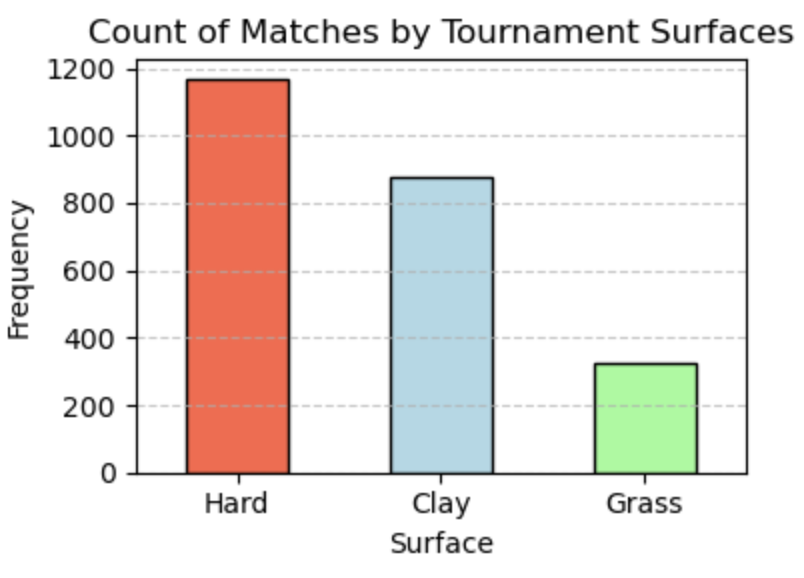 Count of Matches by Tournament Surfaces
1200
1000
800
600
400
200
0
Frequency
Hard Clay Grass
Surface